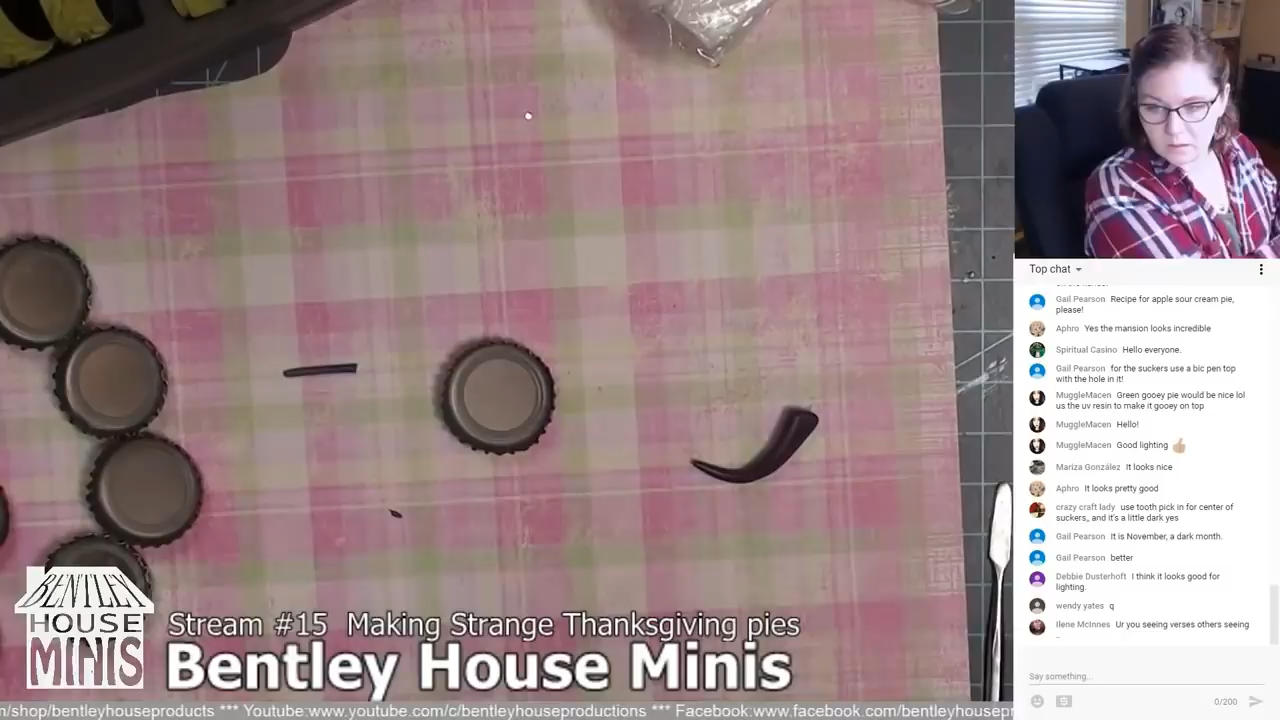 Top chat
Gail Pearson Recipe for apple sour cream pie,
please!
Aphro Yes the mansion looks incredible
Spiritual Casino Hello everyone.
Gail Pearson for the suckers use a bic pen top
with the hole in it!
MuggleMacen Green gooey pie would be nice lol
us the uv resin to make it gooey on top
MuggleMacen Hello!
MuggleMacen Good lighting 👍
Mariza González It looks nice
Aphro It looks pretty good
crazy craft lady use tooth pick in for center of
suckers,, and it's a little dark yes
Gail Pearson It is November, a dark month.
Gail Pearson better
Debbie Dusterhoft I think it looks good for
lighting.
wendy yates q
Ilene McInnes Ur you seeing verses others seeing
Say something...
0/200
BENTLEY
HOUSE
MINIS
Stream #15 Making Strange Thanksgiving pies
Bentley House Minis
m/shop/bentleyhouseproducts *** Youtube:www.youtube.com/c/bentleyhouseproductions *** Facebook:www.facebook.com/bentleyhousepr